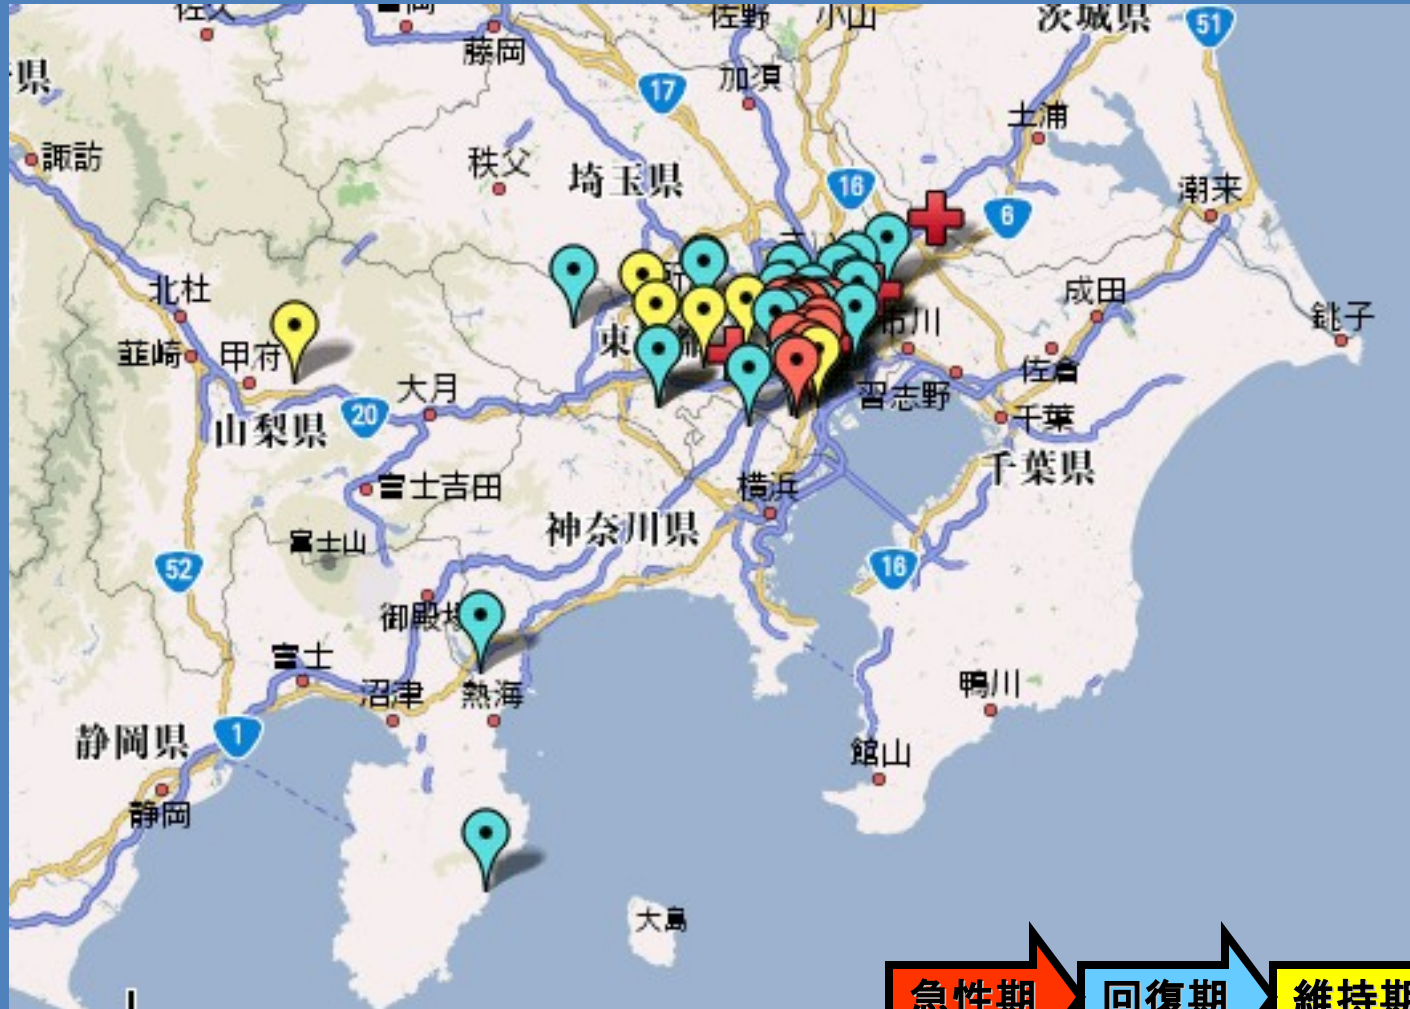 佐久
富岡
藤岡
佐野
小山
茨城県
51
県
17
加須
土浦
諏訪
秩父
埼玉県
16
6
潮来
北杜
成田
銚子
韮崎
甲府
市川
佐倉
大月
習志野
千葉
山梨県
20
千葉県
富士吉田
横浜
神奈川県
富士山
52
16
御殿場
富士
沼津
熱海
鴨川
静岡県
1
館山
静岡
大島
急性期
回復期
維持期